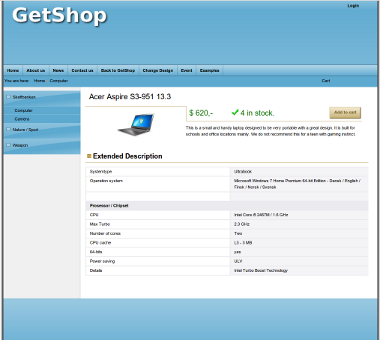 Login
GetShop
Home About us News Contact us Back to GetShop Change Design Event Examples
You are here: Home Computer
Cart
Acer Aspire S3-951 13.3
Computer
Camera
Nature / Sport
Weapon
$ 620,-
4 in stock.
Add to cart
This is a small and handy laptop designed to be very portable with a great design. It is built for
schools and office locations mainly. We do not recommend this for a teen with gaming instinct.
Extended Description
Systemtype Ultrabook
Operation system Microsoft Windows 7 Home Premium 64-bit Edition - Dansk / English /
Finsk / Norsk / Svensk
Processor / Chipset
CPU Intel Core i5 2467M / 1.6 GHz
Max Turbo 2.3 GHz
Number of cores Two
CPU cache L3 - 3 MB
64-bits yes
Power saving ULV
Details Intel Turbo Boost Technology